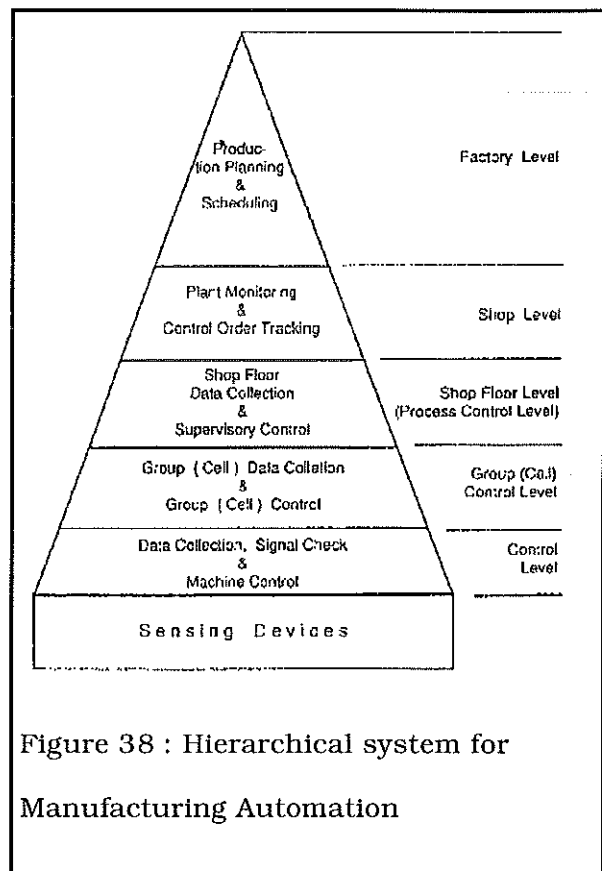 Produc-
tion Planning
&
Scheduling
Factory Level
Plant Monitoring
&
Control Order Tracking
Shop Level
Shop Floor
Data Collection
&
Supervisory Control
Shop Floor Level
(Process Control Level)
Group (Cell) Data Colletion
&
Group (Cell) Control
Group (Cell)
Control Level
Data Collection, Signal Check
&
Machine Control
Control
Level
Sensing Devices
Figure 38 : Hierarchical system for
Manufacturing Automation